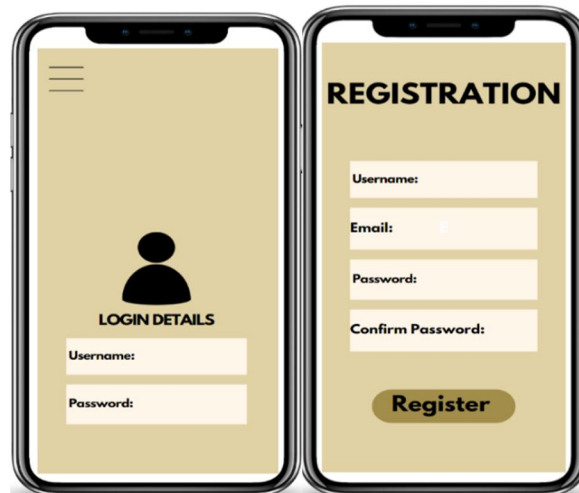 LOGIN DETAILS
Username:
Password:
REGISTRATION
Username:
Email:
E
Password:
Confirm Password:
Register